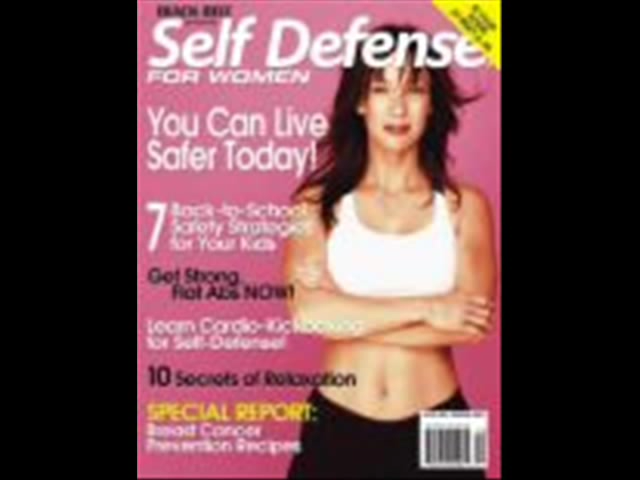 BLACK BELT
Self Defense
FOR WOMEN
You Can Live
Safer Today!
7 Back-to-School
Safety Strategies
for Your Kids
Get Strong
Flat Abs NOW!
Learn Cardio-Kickboxing
for Self-Defense!
10 Secrets of Relaxation
SPECIAL REPORT:
Breast Cancer
Prevention Recipes